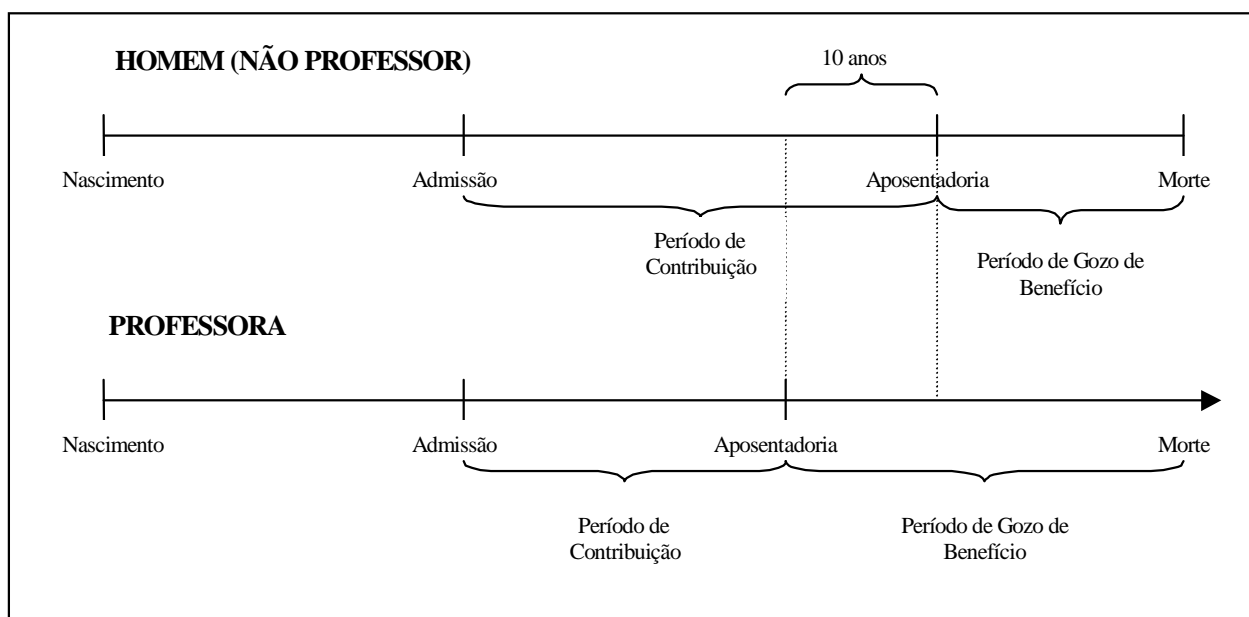 HOMEM (NÃO PROFESSOR)
10 anos
Nascimento
Admissão
Aposentadoria
Morte
Período de
Contribuição
Período de Gozo de
Benefício
PROFESSORA
Nascimento
Admissão
Aposentadoria
Morte
Período de
Contribuição
Período de Gozo de
Benefício